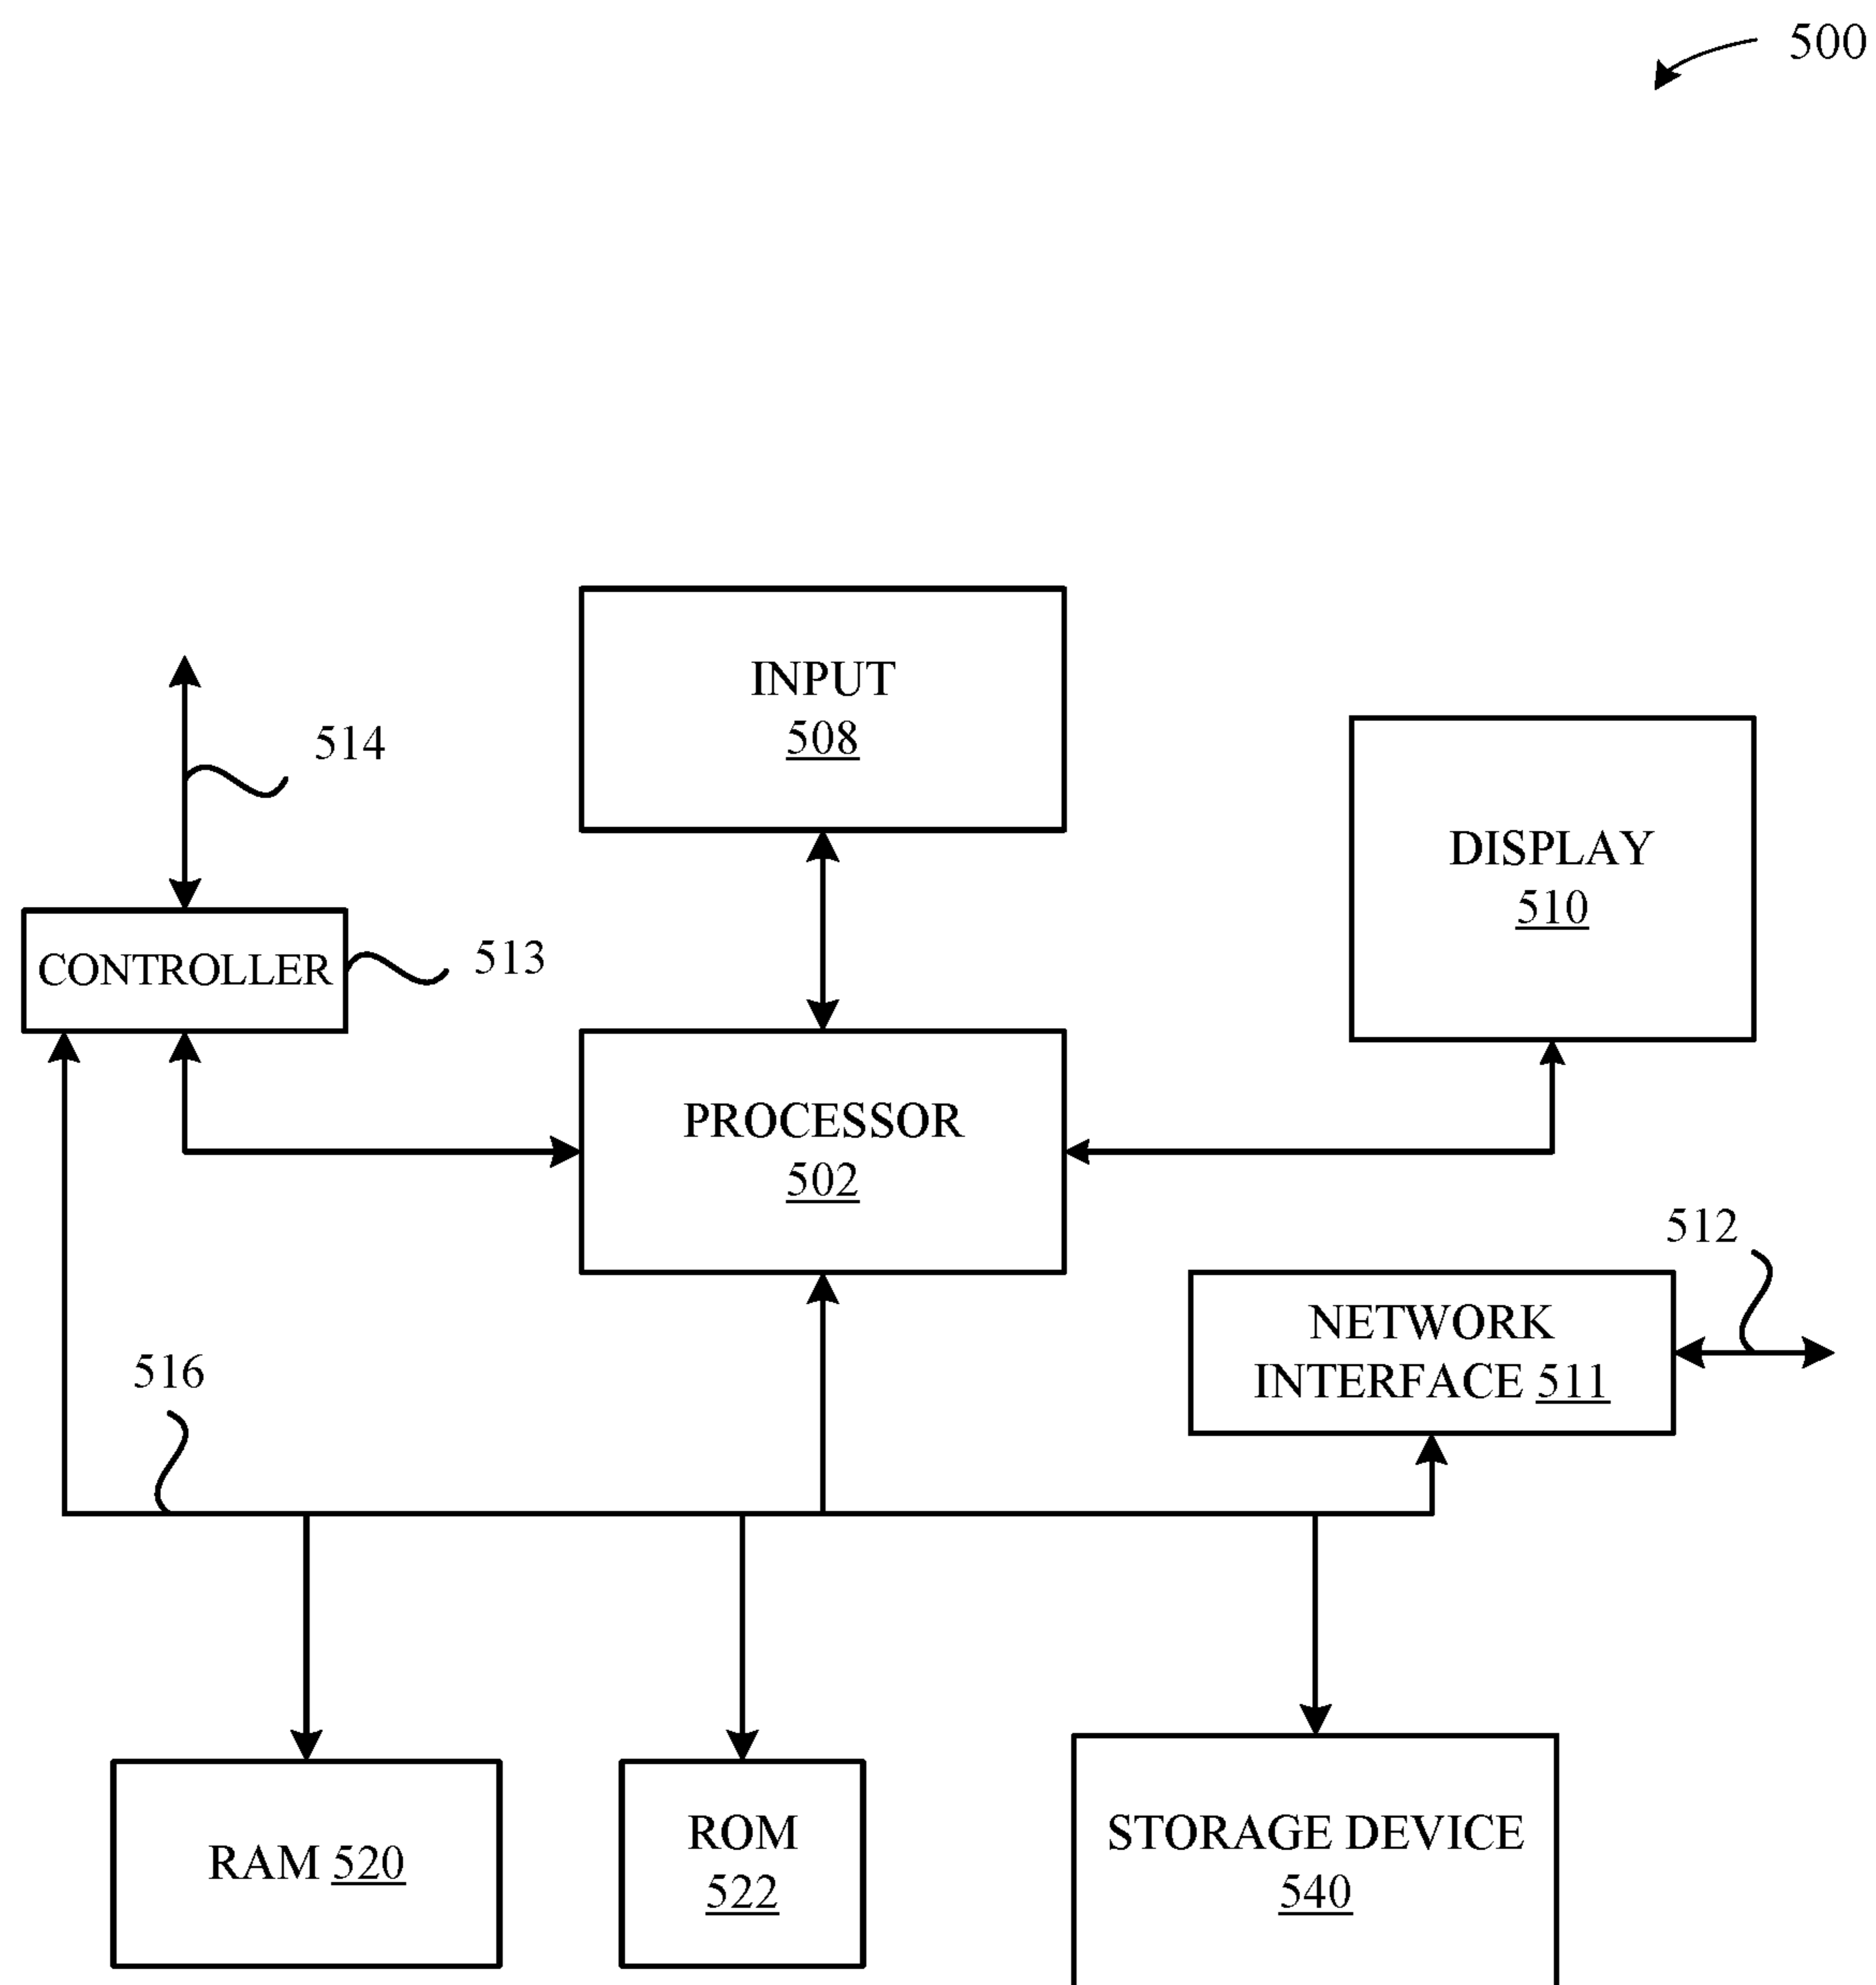 500
INPUT
508
514
DISPLAY
510
CONTROLLER
513
PROCESSOR
502
512
NETWORK
INTERFACE 511
516
RAM 520
ROM
522
STORAGE DEVICE
540